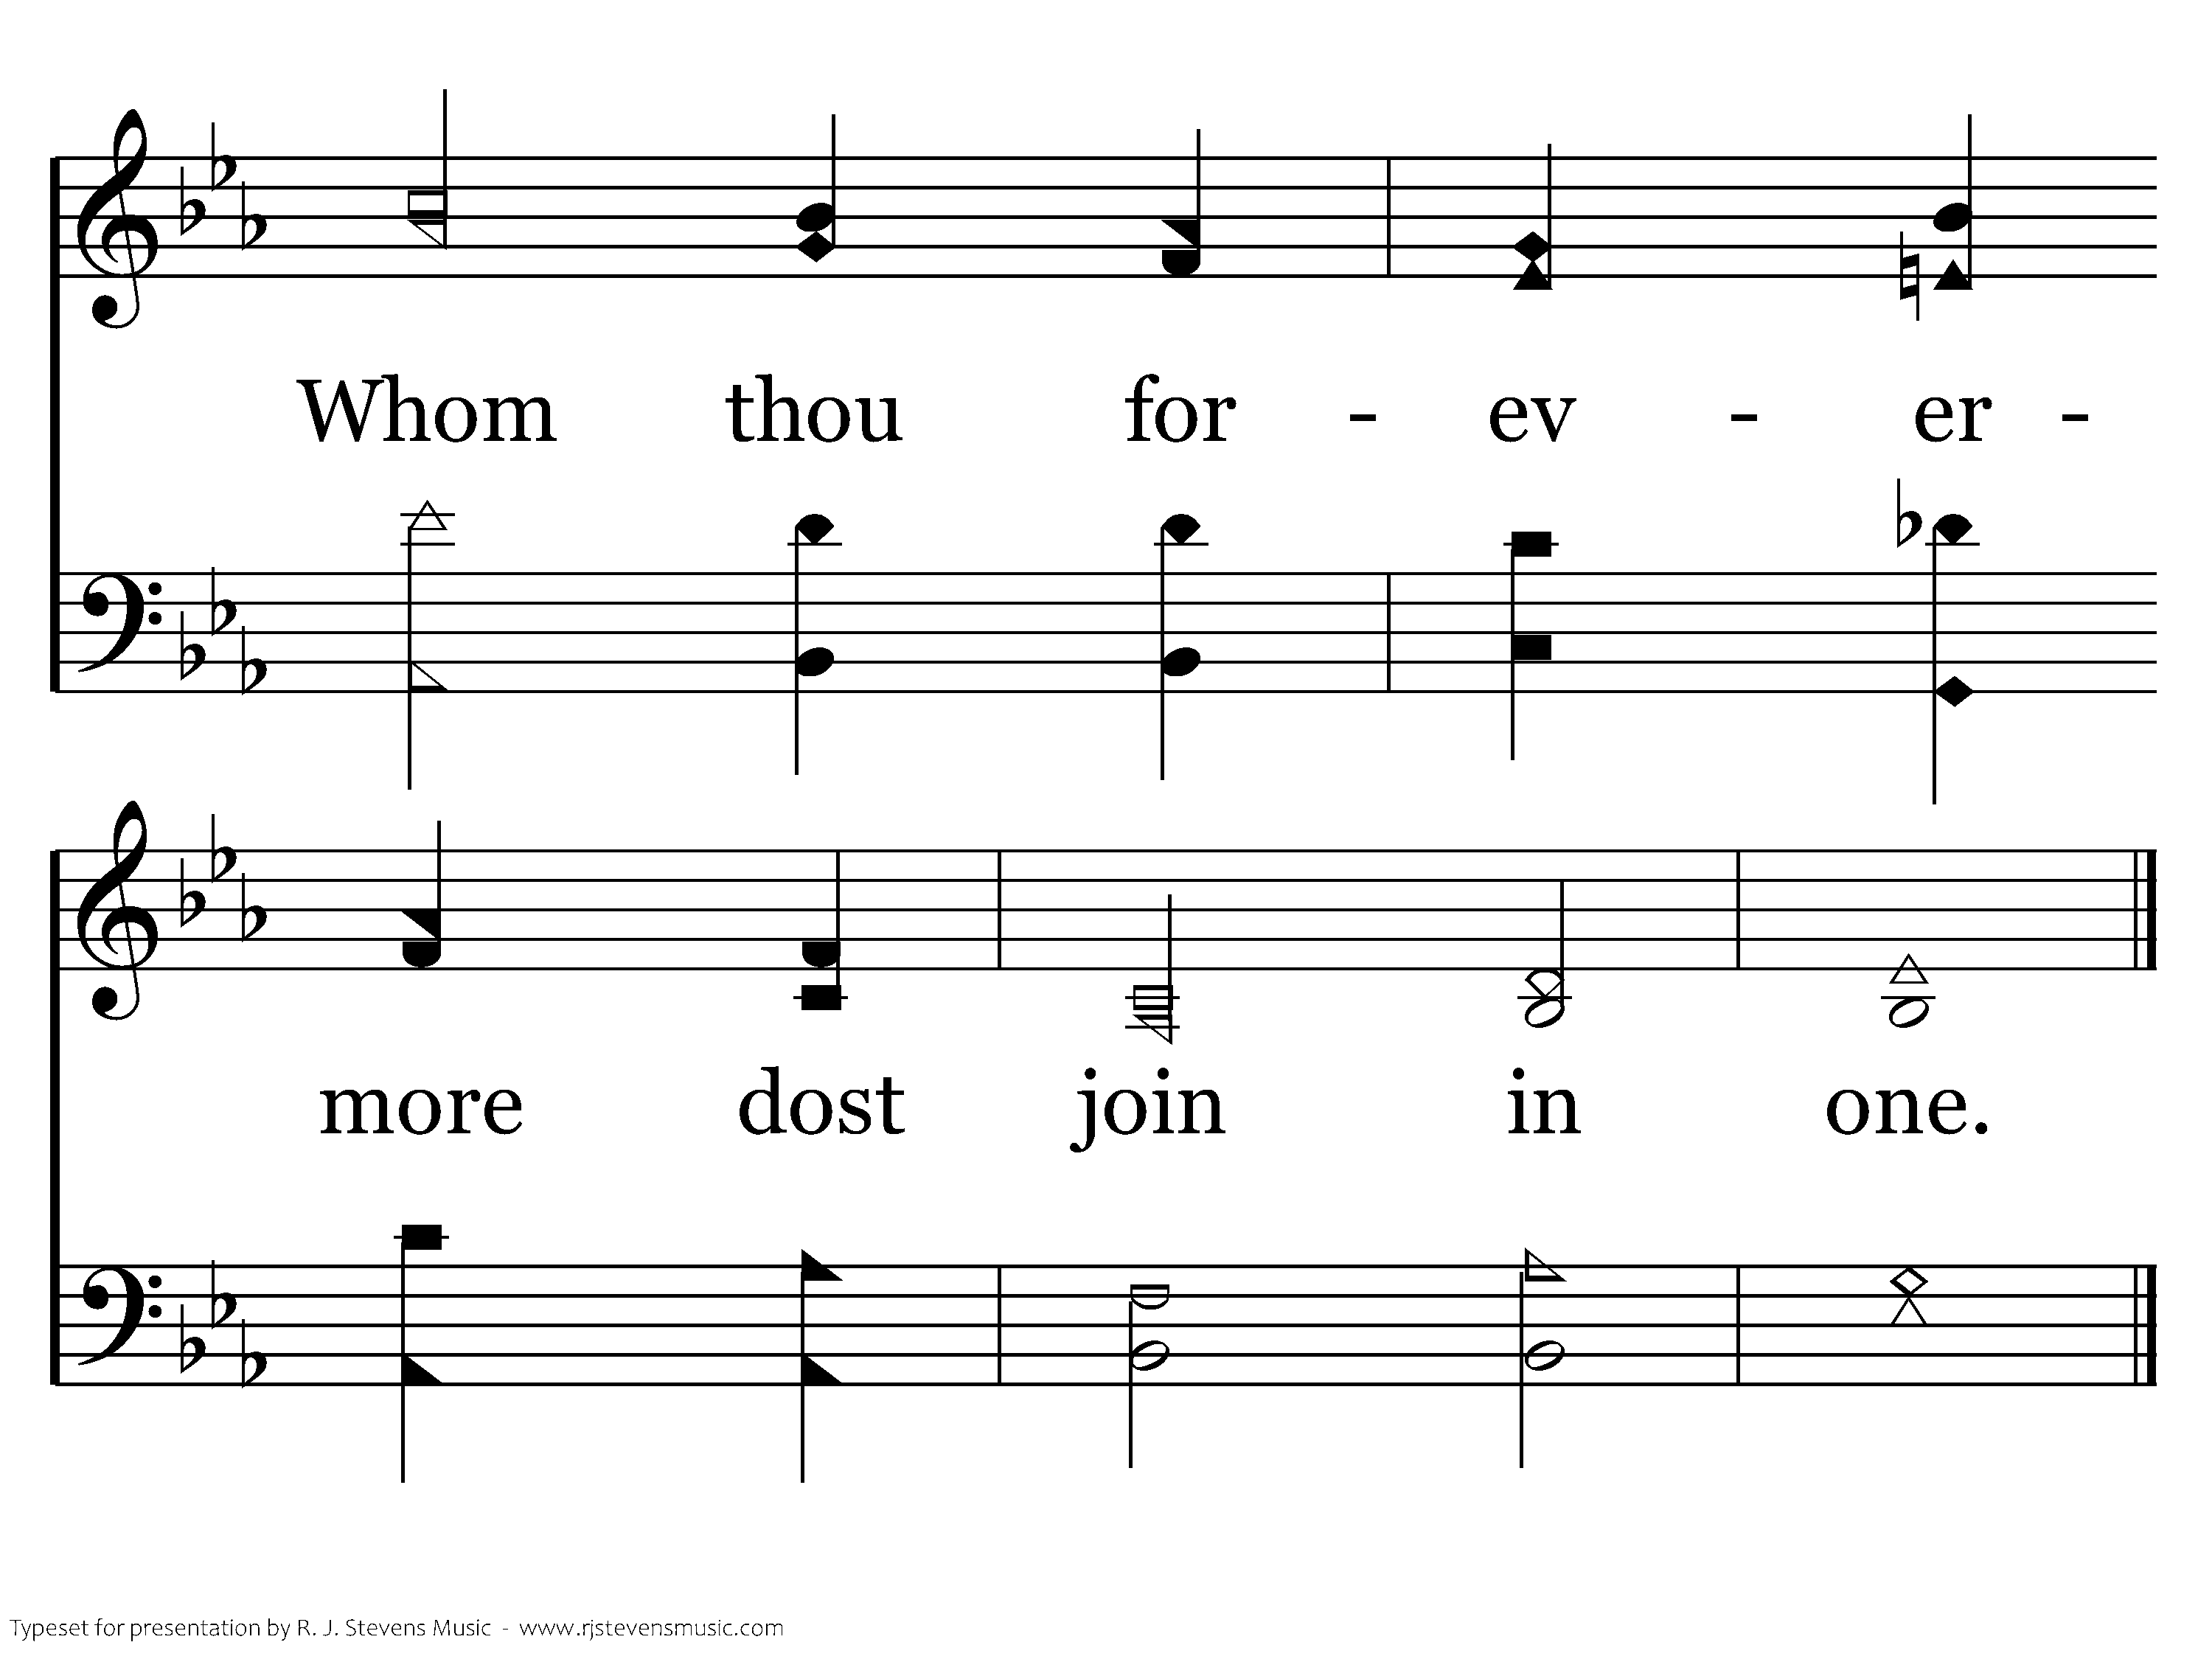 Whom thou for - ev - er -
more dost join in one.
Typeset for presentation by R. J. Stevens Music - www.rjstevensmusic.com